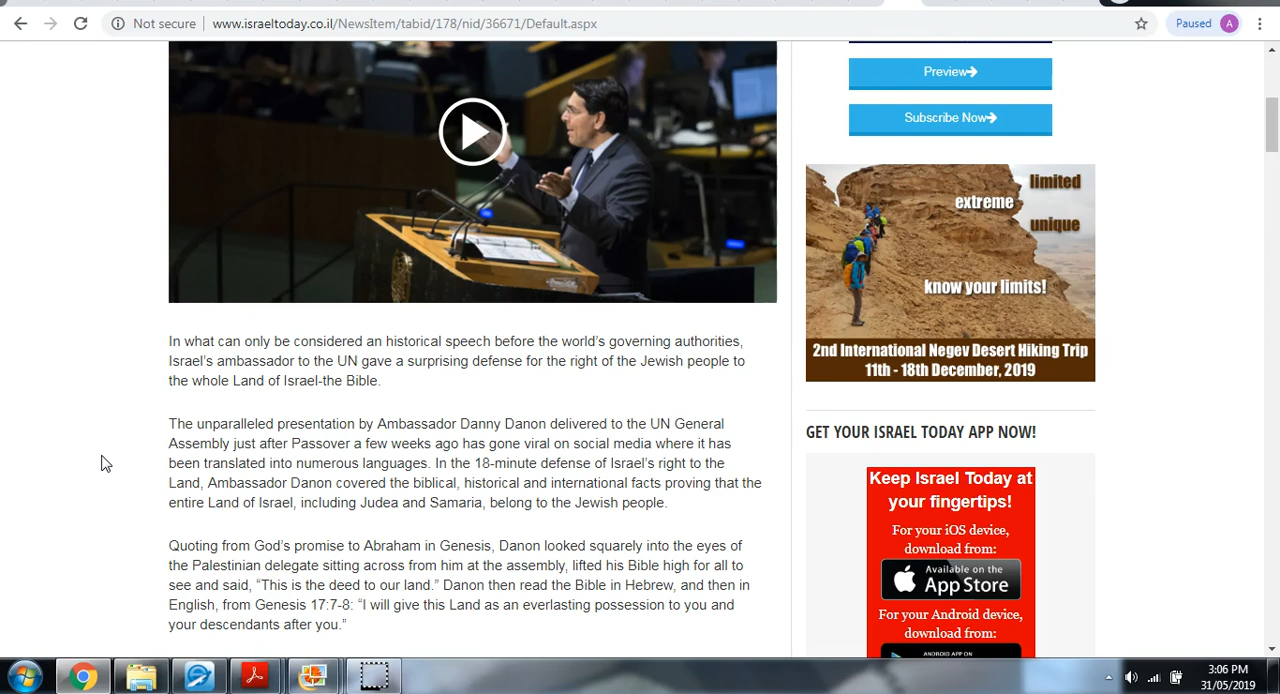 Not secure
www.israeltoday.co.il/NewsItem/tabid/178/nid/36671/Default.aspx
Paused
A
In what can only be considered an historical speech before the world's governing authorities,
Israel's ambassador to the UN gave a surprising defense for the right of the Jewish people to
the whole Land of Israel-the Bible.
The unparalleled presentation by Ambassador Danny Danon delivered to the UN General
Assembly just after Passover a few weeks ago has gone viral on social media where it has
been translated into numerous languages. In the 18-minute defense of Israel's right to the
Land, Ambassador Danon covered the biblical, historical and international facts proving that the
entire Land of Israel, including Judea and Samaria, belong to the Jewish people.
Quoting from God's promise to Abraham in Genesis, Danon looked squarely into the eyes of
the Palestinian delegate sitting across from him at the assembly, lifted his Bible high for all to
see and said, “This is the deed to our land.” Danon then read the Bible in Hebrew, and then in
English, from Genesis 17:7-8: “I will give this Land as an everlasting possession to you and
your descendants after you.”
Preview
Subscribe Now
limited
extreme
unique
know your limits!
2nd International Negev Desert Hiking Trip
11th - 18th December, 2019
GET YOUR ISRAEL TODAY APP NOW!
Keep Israel Today at
your fingertips!
For your iOS device,
download from:
Available on the
App Store
For your Android device,
download from:
ANDROID APP ON
3:06 PM
31/05/2019